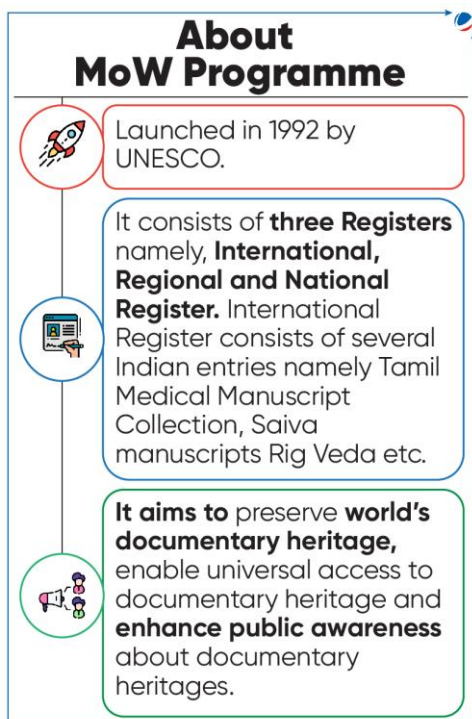 About
MoW Programme
Launched in 1992 by
UNESCO.
It consists of three Registers
namely, International,
Regional and National
Register. International
Register consists of several
Indian entries namely Tamil
Medical Manuscript
Collection, Saiva
manuscripts Rig Veda etc.
It aims to preserve world's
documentary heritage,
enable universal access to
documentary heritage and
enhance public awareness
about documentary
heritages.